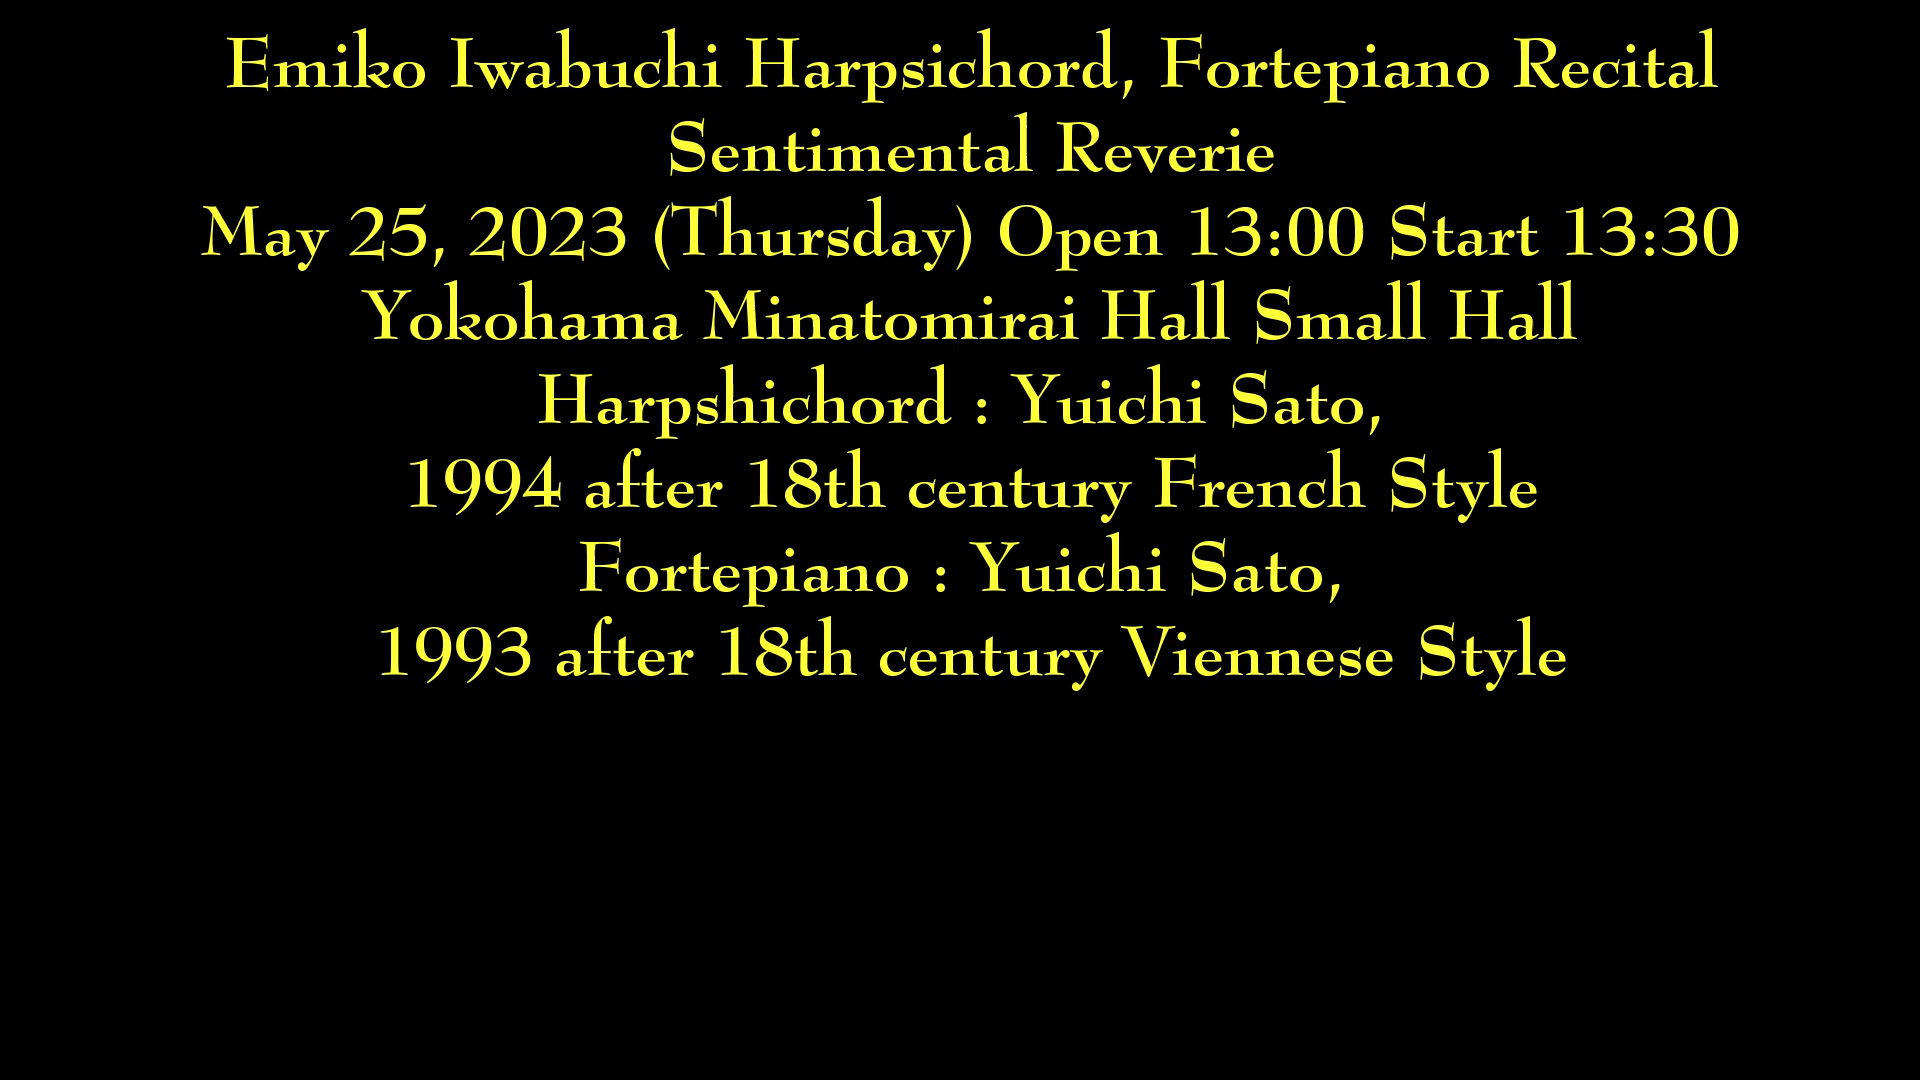 Emiko Iwabuchi Harpsichord, Fortepiano Recital
Sentimental Reverie
May 25, 2023 (Thursday) Open 13:00 Start 13:30
Yokohama Minatomirai Hall Small Hall
Harpshichord : Yuichi Sato,
1994 after 18th century French Style
Fortepiano : Yuichi Sato,
1993 after 18th century Viennese Style